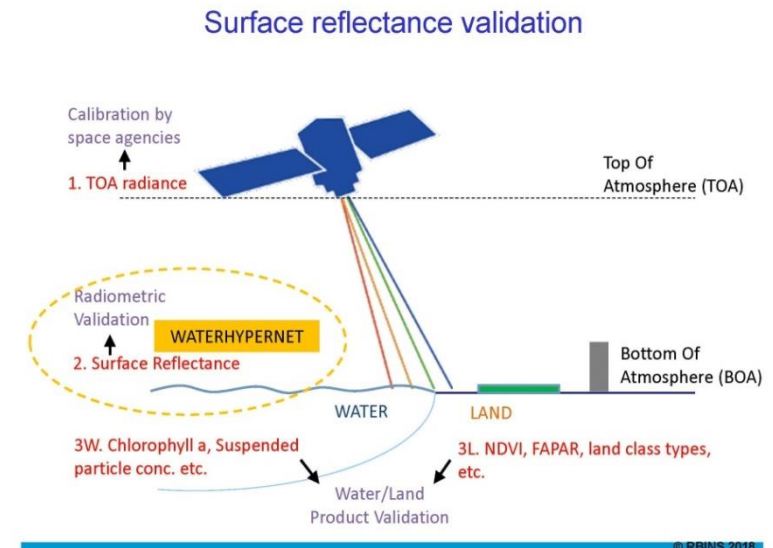 Surface reflectance validation
Calibration by
space agencies
1. TOA radiance
Top Of
Atmosphere (TOA)
Radiometric
Validation
WATERHYPERNET
2. Surface Reflectance
Bottom Of
Atmosphere (BOA)
WATER
LAND
3W. Chlorophyll a, Suspended
particle conc. etc.
3L. NDVI, FAPAR, land class types,
etc.
Water/Land
Product Validation
© RBINS 2018